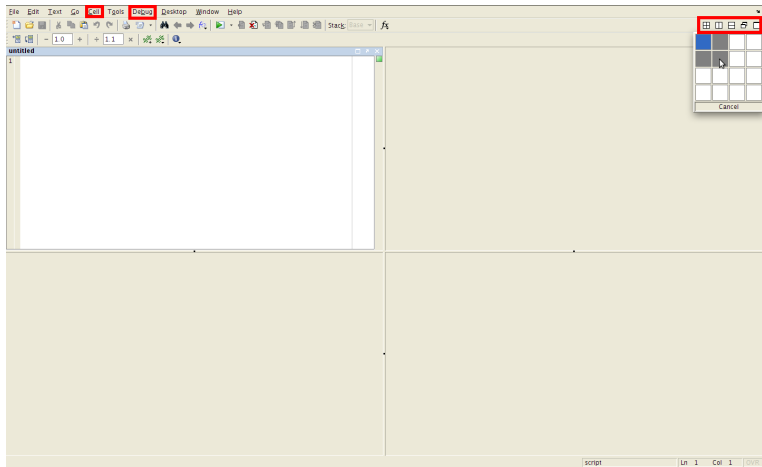 File Edit Text Go Cell Tools Debug Desktop Window Help
Stack: Base fx
− 1.0 + ÷ 1.1 ×
untitled
1
Cancel
script Ln 1 Col 1 OVR